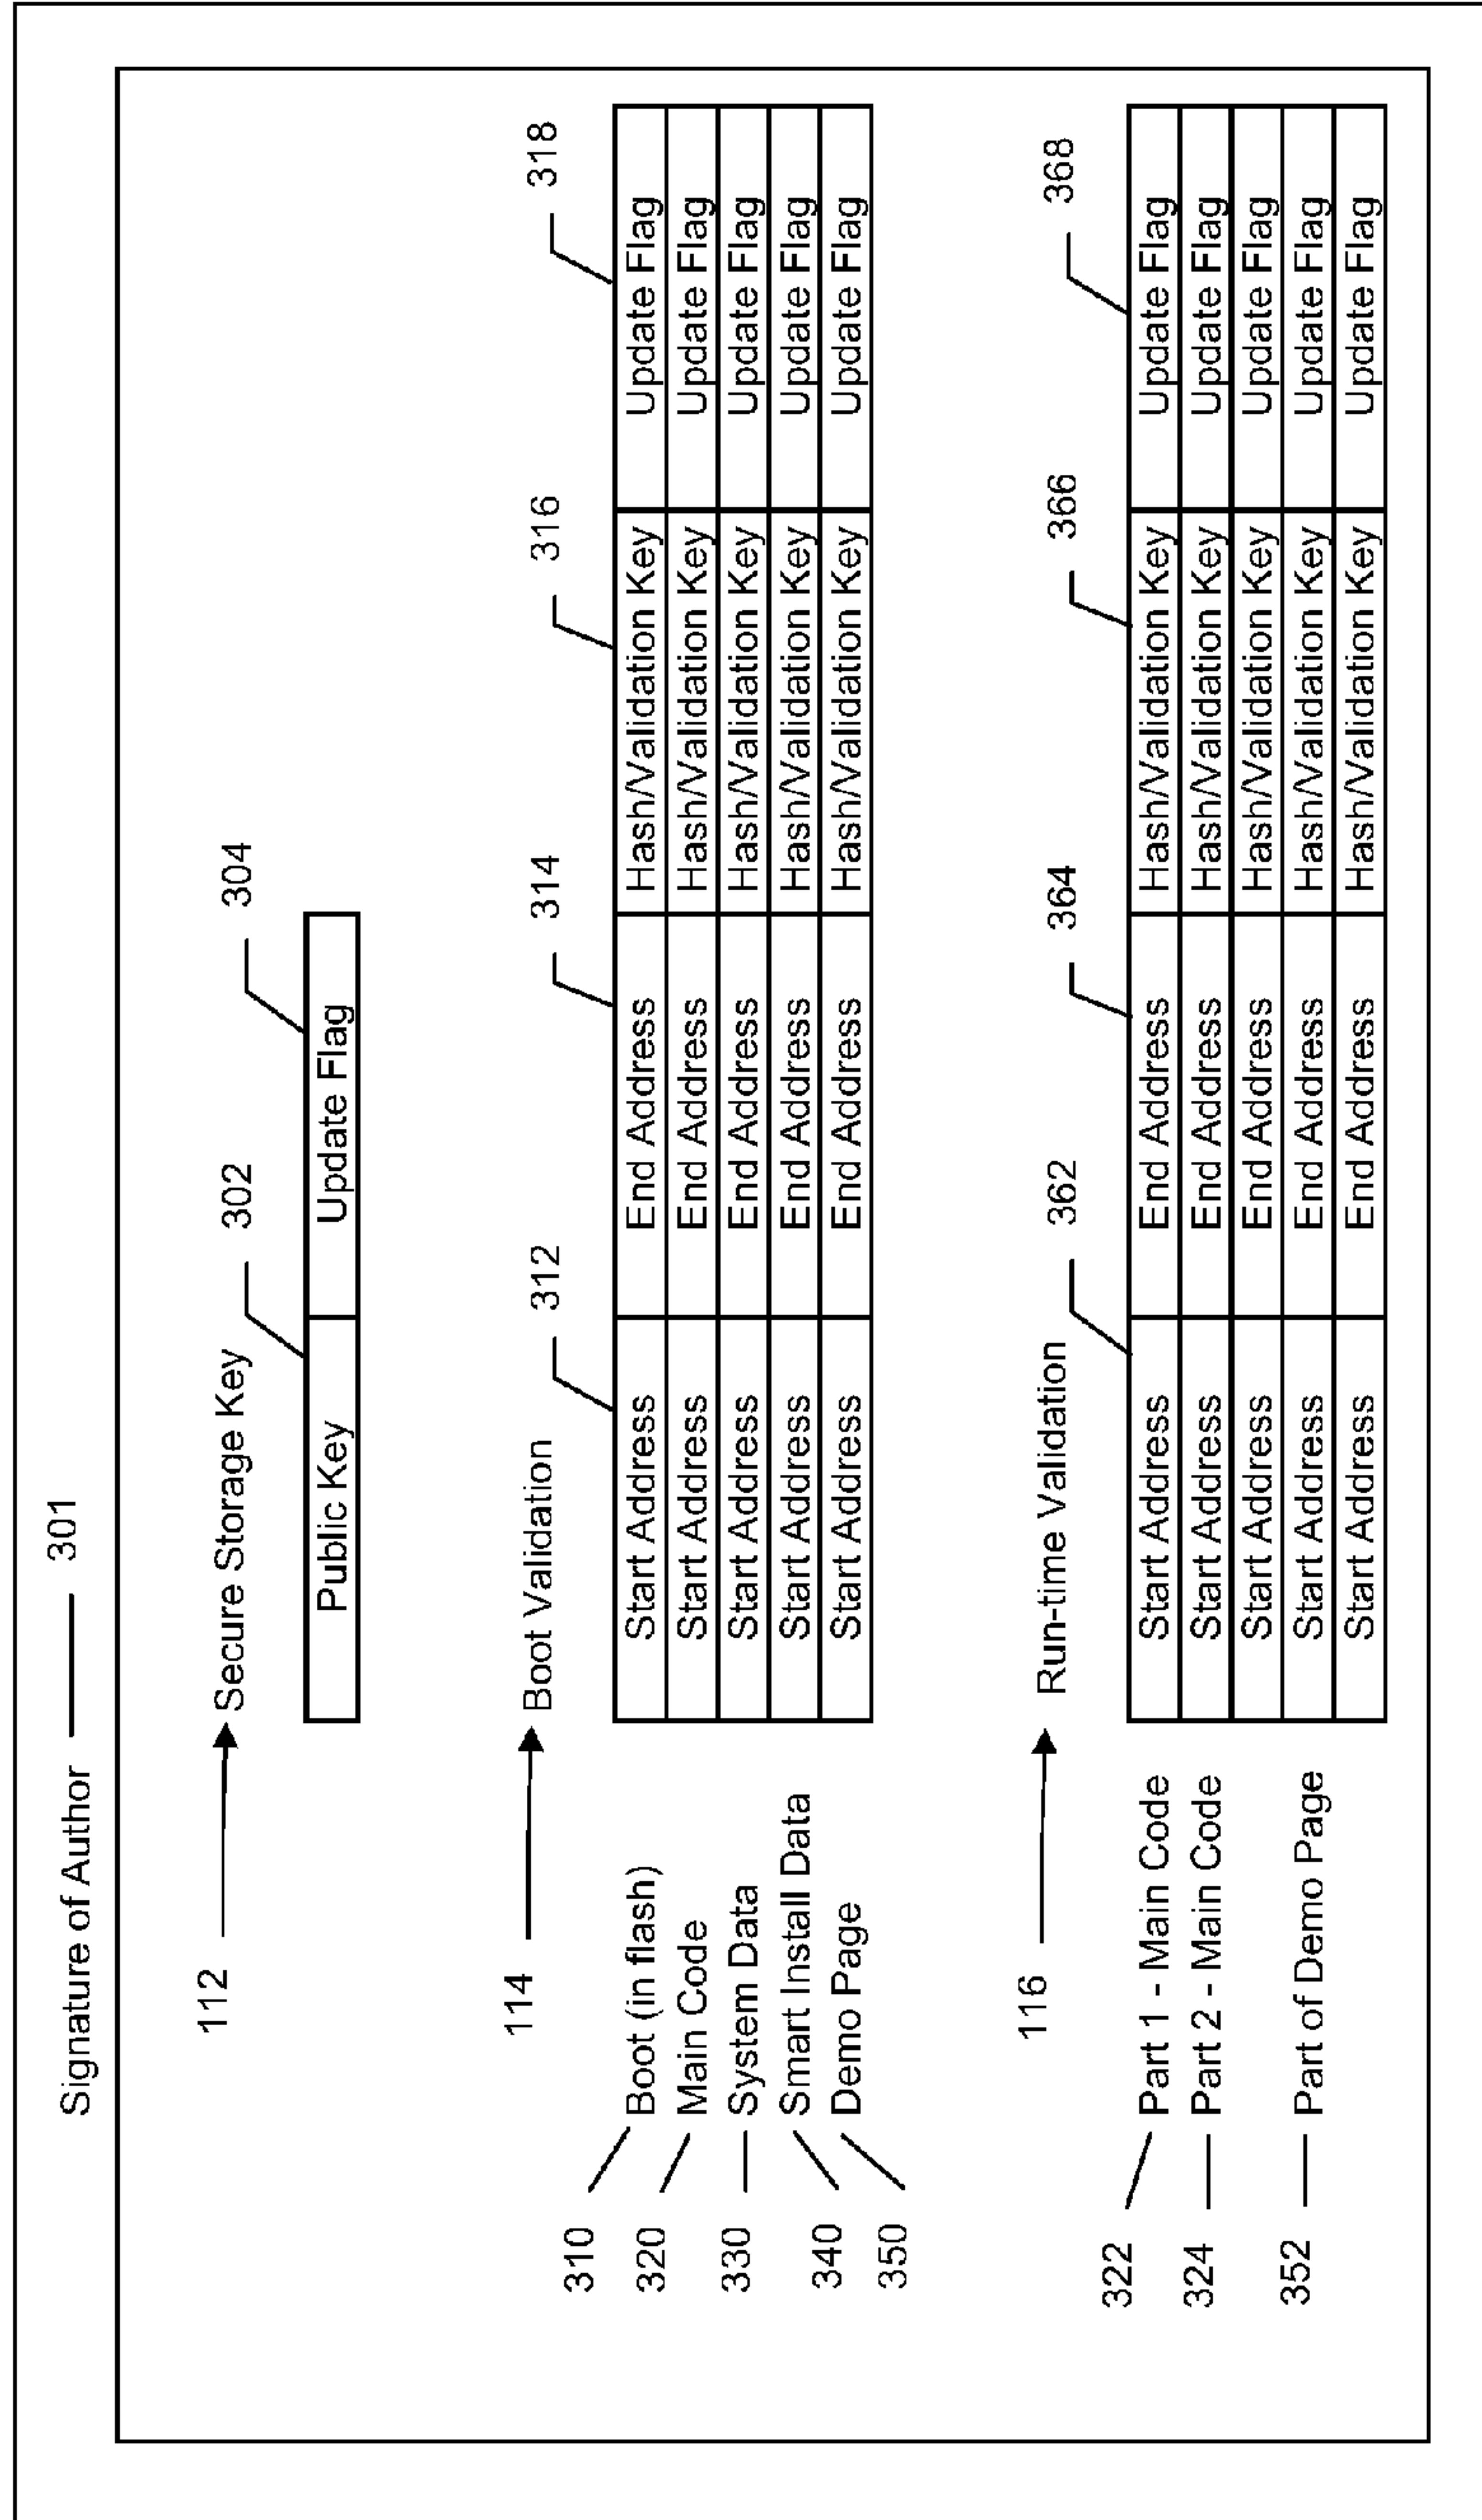 Signature of Author 301
112 Secure Storage Key 302 304
Public Key Update Flag
114 Boot Validation 312 314 316 318
310 Boot (in flash) Start Address End Address Hash/Validation Key Update Flag
320 Main Code Start Address End Address Hash/Validation Key Update Flag
330 System Data Start Address End Address Hash/Validation Key Update Flag
340 Smart Install Data Start Address End Address Hash/Validation Key Update Flag
350 Demo Page Start Address End Address Hash/Validation Key Update Flag
116 Run-time Validation 362 364 366 368
322 Part 1 - Main Code Start Address End Address Hash/Validation Key Update Flag
324 Part 2 - Main Code Start Address End Address Hash/Validation Key Update Flag
Start Address End Address Hash/Validation Key Update Flag
352 Part of Demo Page Start Address End Address Hash/Validation Key Update Flag
Start Address End Address Hash/Validation Key Update Flag